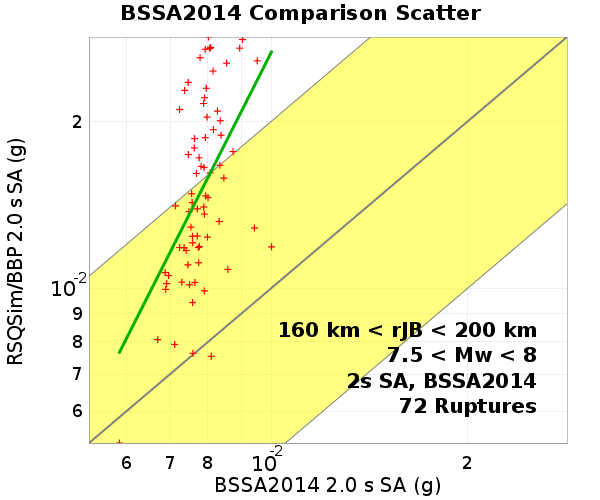 BSSA2014 Comparison Scatter
RSQSim/BBP 2.0 s SA (g)
2
10-2
9
8
7
6
160 km < rJB < 200 km
7.5 < Mw < 8
2s SA, BSSA2014
72 Ruptures
6 7 8 10-2 2
BSSA2014 2.0 s SA (g)